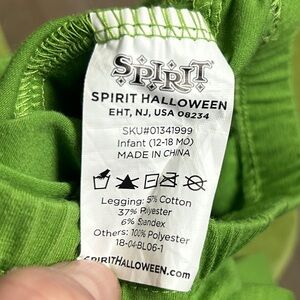 SPIRIT
SPIRIT HALLOWEEN
EHT, NJ, USA 08234
SKU#01341999
Infant (12-18 MO)
MADE IN CHINA
Legging: 57% Cotton
37% Polyester
6% Spandex
Others: 100% Polyester
18-04-BL06-1
SPIRITHALLOWEEN.com